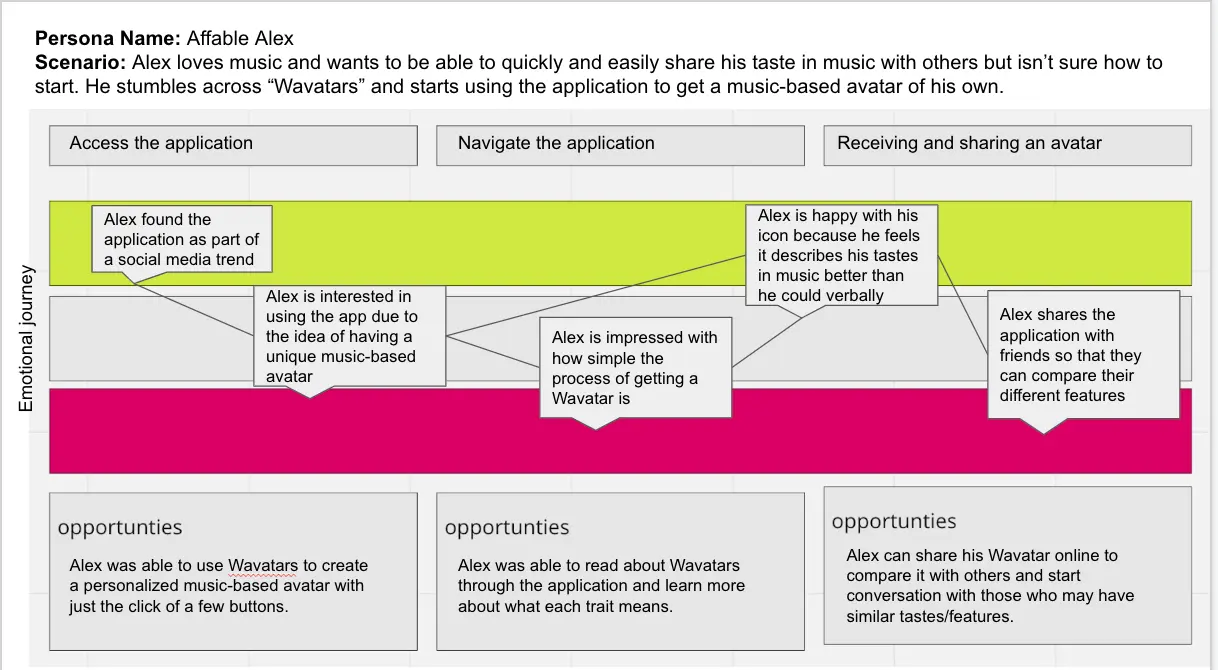 Persona Name: Affable Alex
Scenario: Alex loves music and wants to be able to quickly and easily share his taste in music with others but isn’t sure how to
start. He stumbles across “Wavatars” and starts using the application to get a music-based avatar of his own.
Access the application
Navigate the application
Receiving and sharing an avatar
Emotional journey
Alex found the
application as part of
a social media trend
Alex is interested in
using the app due to
the idea of having a
unique music-based
avatar
Alex is impressed with
how simple the
process of getting a
Wavatar is
Alex is happy with his
icon because he feels
it describes his tastes
in music better than
he could verbally
Alex shares the
application with
friends so that they
can compare their
different features
opportunties
Alex was able to use Wavatars to create
a personalized music-based avatar with
just the click of a few buttons.
opportunties
Alex was able to read about Wavatars
through the application and learn more
about what each trait means.
opportunties
Alex can share his Wavatar online to
compare it with others and start
conversation with those who may have
similar tastes/features.